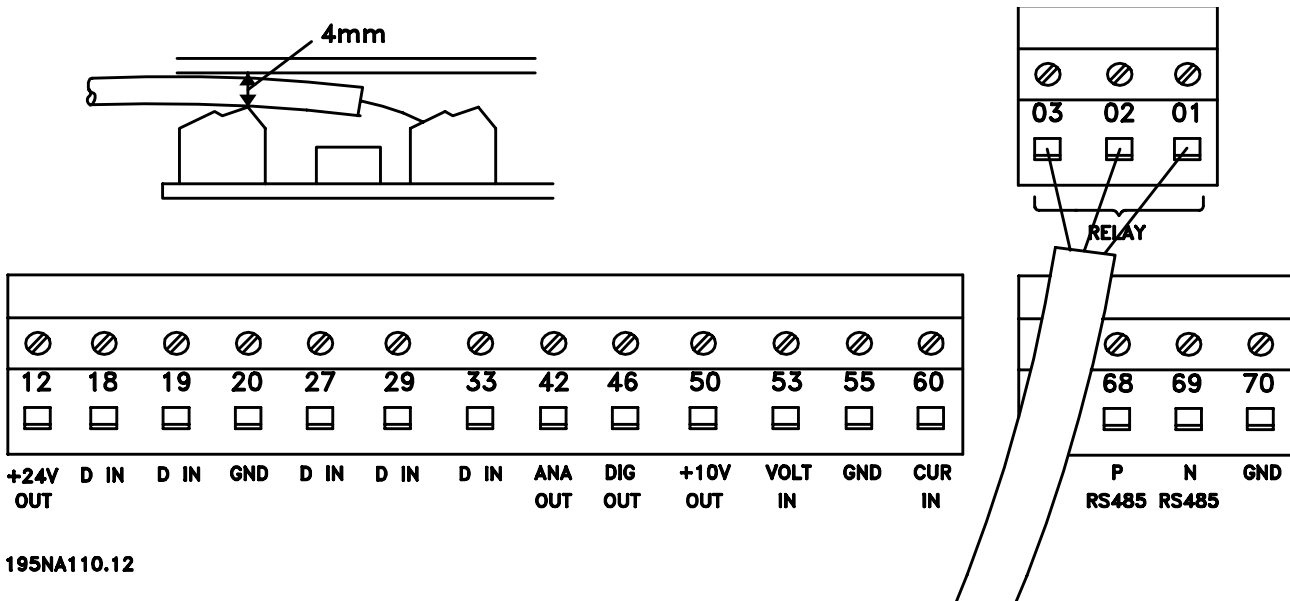 4mm
03 02 01
RELAY
12 18 19 20 27 29 33 42 46 50 53 55 60
+24V OUT D IN D IN GND D IN D IN D IN ANA OUT DIG OUT +10V OUT VOLT IN GND CUR IN
68 69 70
P RS485 N RS485 GND
195NA110.12